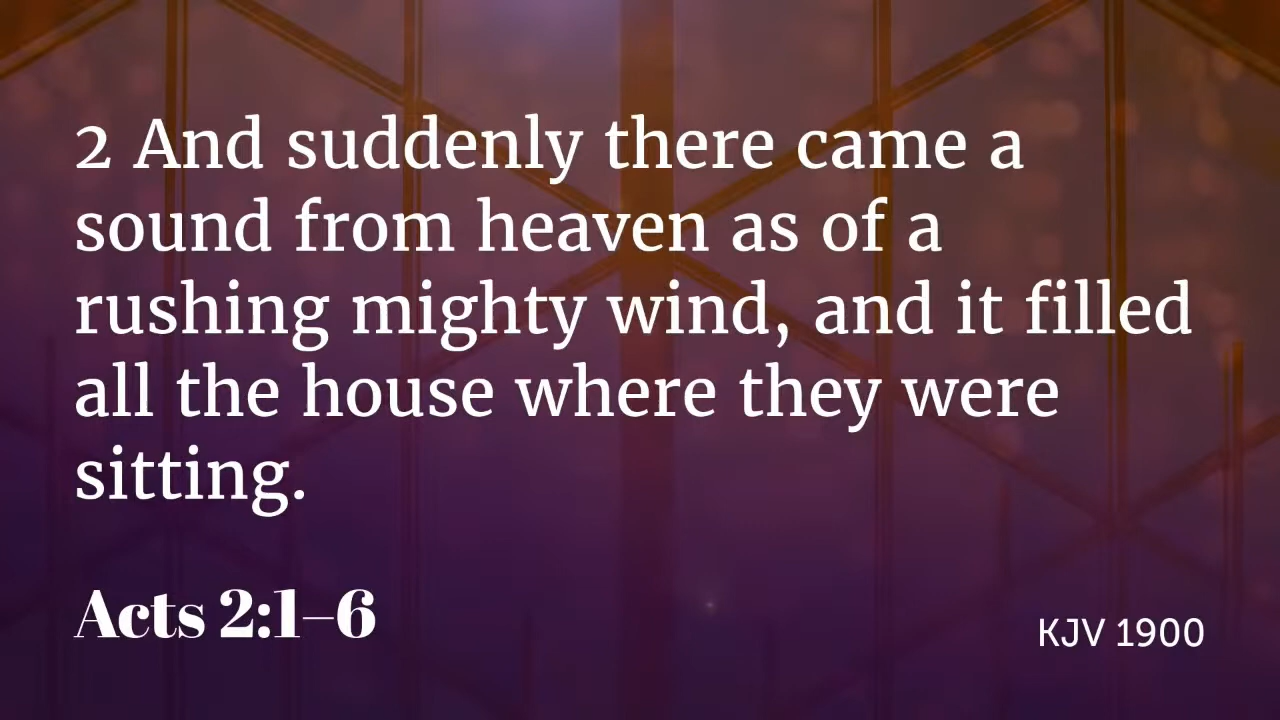 2 And suddenly there came a
sound from heaven as of a
rushing mighty wind, and it filled
all the house where they were
sitting.
Acts 2:1–6
KJV 1900